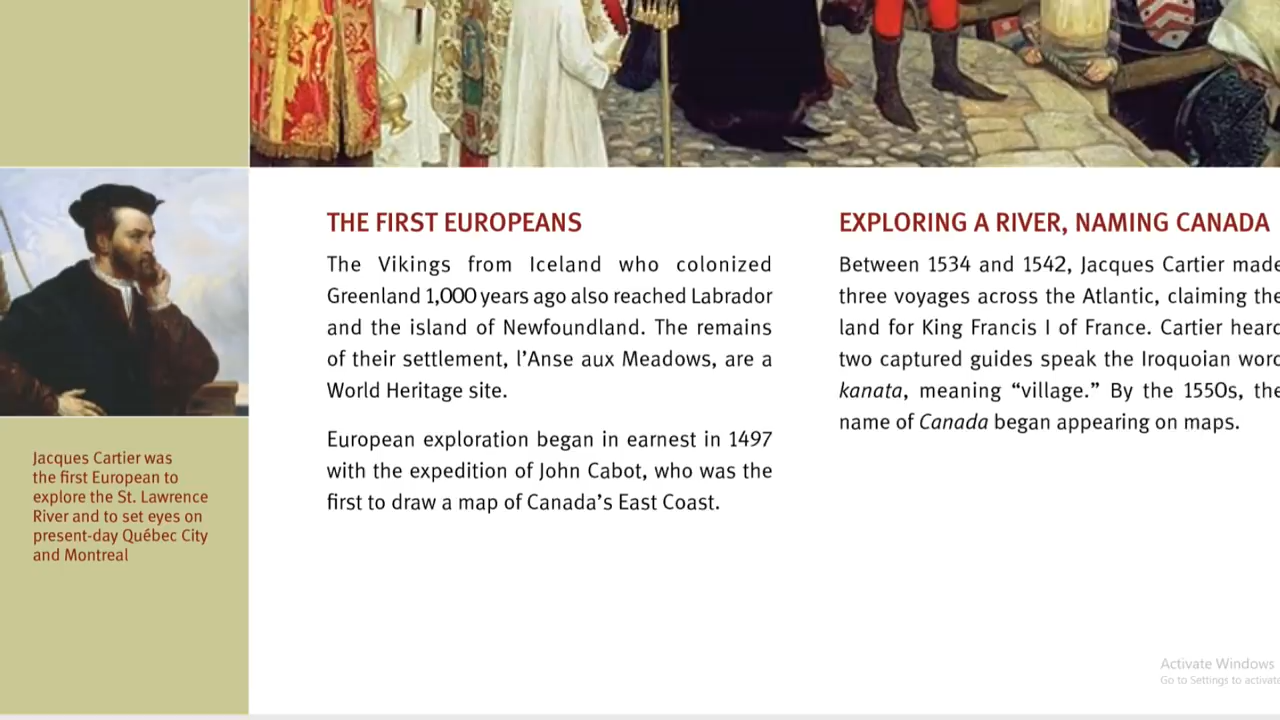 THE FIRST EUROPEANS
The Vikings from Iceland who colonized
Greenland 1,000 years ago also reached Labrador
and the island of Newfoundland. The remains
of their settlement, l'Anse aux Meadows, are a
World Heritage site.
European exploration began in earnest in 1497
with the expedition of John Cabot, who was the
first to draw a map of Canada's East Coast.
EXPLORING A RIVER, NAMING CANADA
Between 1534 and 1542, Jacques Cartier made
three voyages across the Atlantic, claiming the
land for King Francis I of France. Cartier heard
two captured guides speak the Iroquoian word
kanata, meaning “village.” By the 1550s, the
name of Canada began appearing on maps.
Jacques Cartier was
the first European to
explore the St. Lawrence
River and to set eyes on
present-day Québec City
and Montreal
Activate Windows
Go to Settings to activate